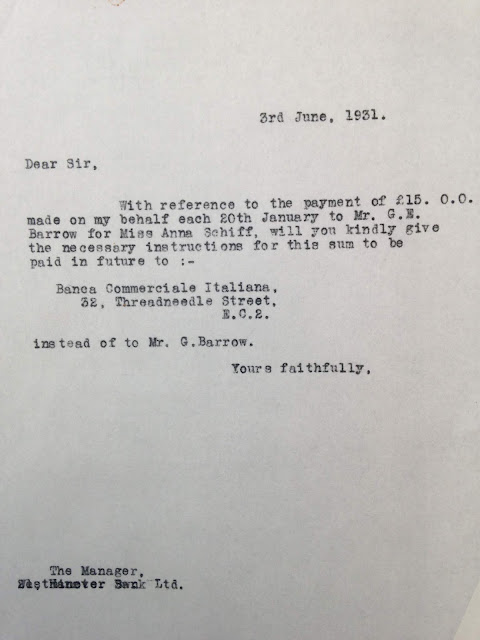 3rd June, 1931.
Dear Sir,
With reference to the payment of £15. 0.0.
made on my behalf each 20th January to Mr. G.E.
Barrow for Miss Anna Schiff, will you kindly give
the necessary instructions for this sum to be
paid in future to :-
Banca Commerciale Italiana,
32, Threadneedle Street,
E.C.2.
instead of to Mr. G.Barrow.
Yours faithfully,
The Manager,
Westminster Bank Ltd.